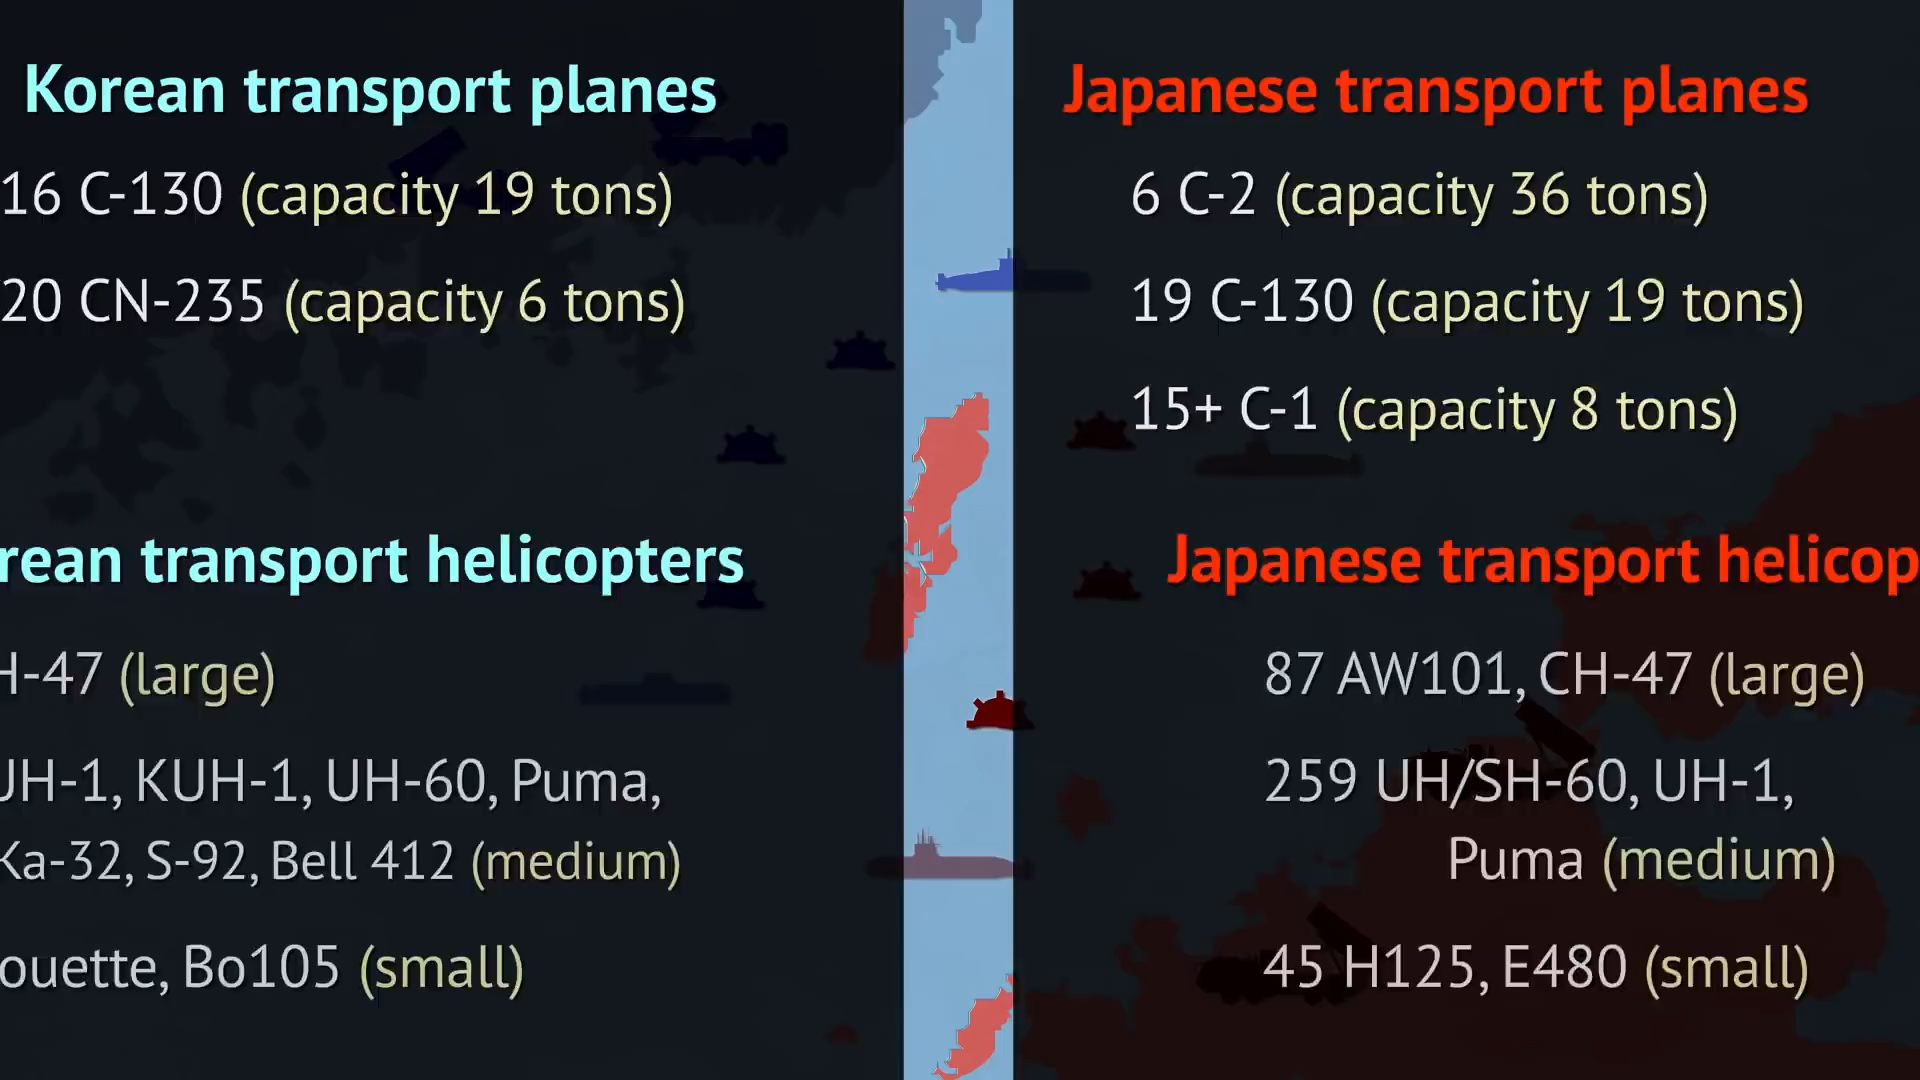 Korean transport planes
16 C-130 (capacity 19 tons)
20 CN-235 (capacity 6 tons)
rean transport helicopters
H-47 (large)
UH-1, KUH-1, UH-60, Puma,
Ka-32, S-92, Bell 412 (medium)
ouette, Bo105 (small)
Japanese transport planes
6 C-2 (capacity 36 tons)
19 C-130 (capacity 19 tons)
15+ C-1 (capacity 8 tons)
Japanese transport helicop
87 AW101, CH-47 (large)
259 UH/SH-60, UH-1,
Puma (medium)
45 H125, E480 (small)